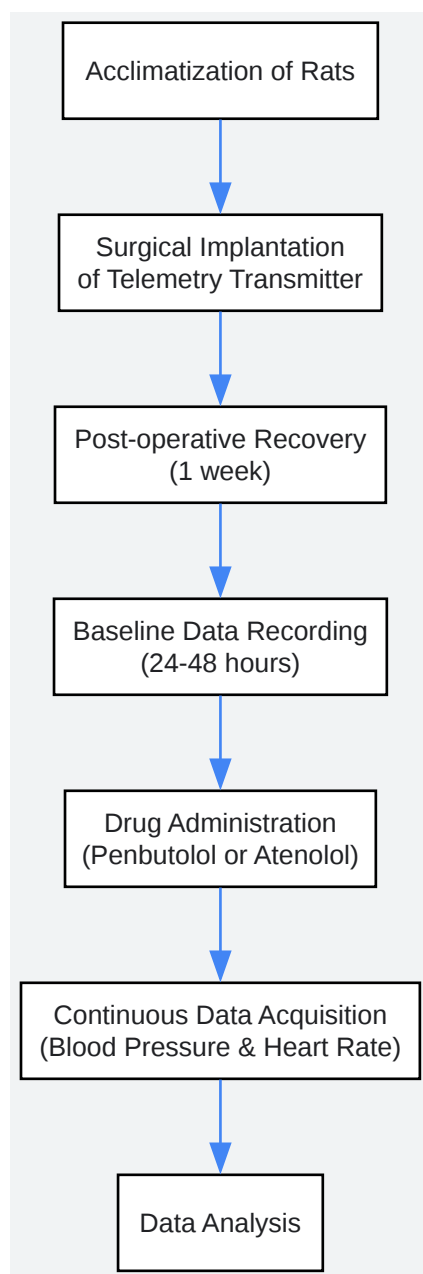 Acclimatization of Rats
Surgical Implantation
of Telemetry Transmitter
Post-operative Recovery
(1 week)
Baseline Data Recording
(24-48 hours)
Drug Administration
(Penbutolol or Atenolol)
Continuous Data Acquisition
(Blood Pressure & Heart Rate)
Data Analysis